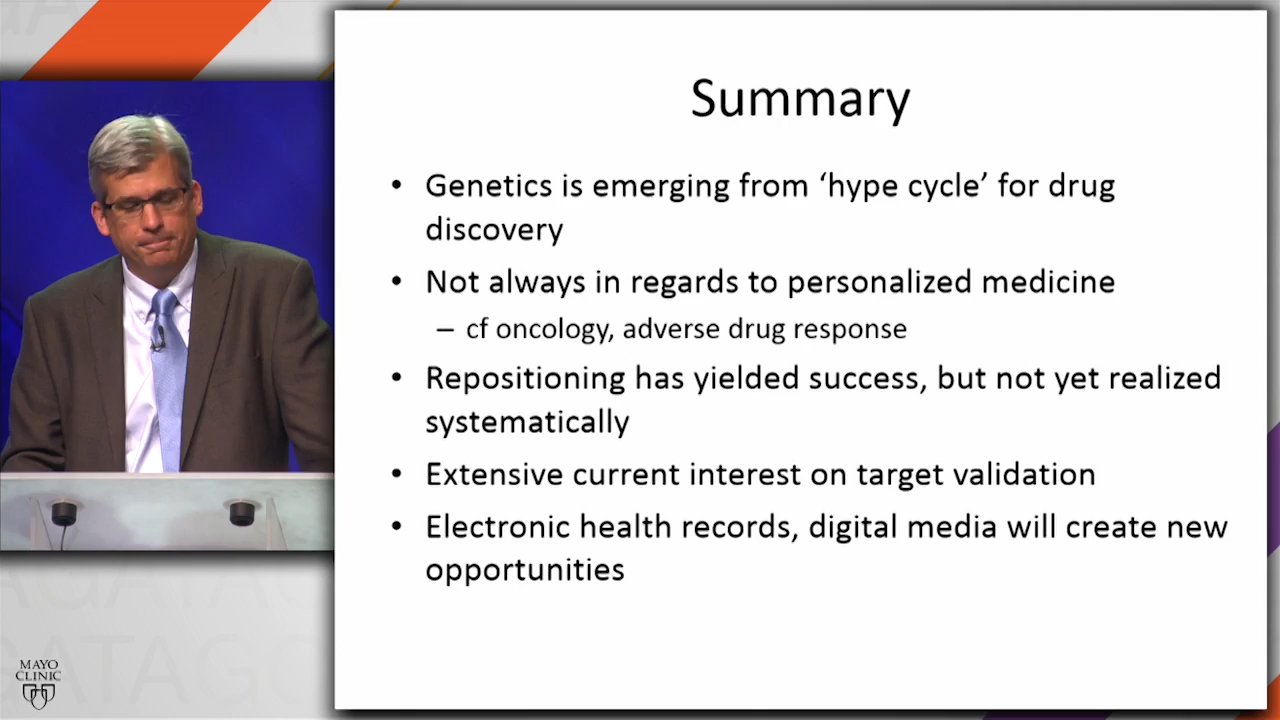 Summary
• Genetics is emerging from ‘hype cycle’ for drug
discovery
• Not always in regards to personalized medicine
– cf oncology, adverse drug response
• Repositioning has yielded success, but not yet realized
systematically
• Extensive current interest on target validation
• Electronic health records, digital media will create new
opportunities
MAYO
CLINIC